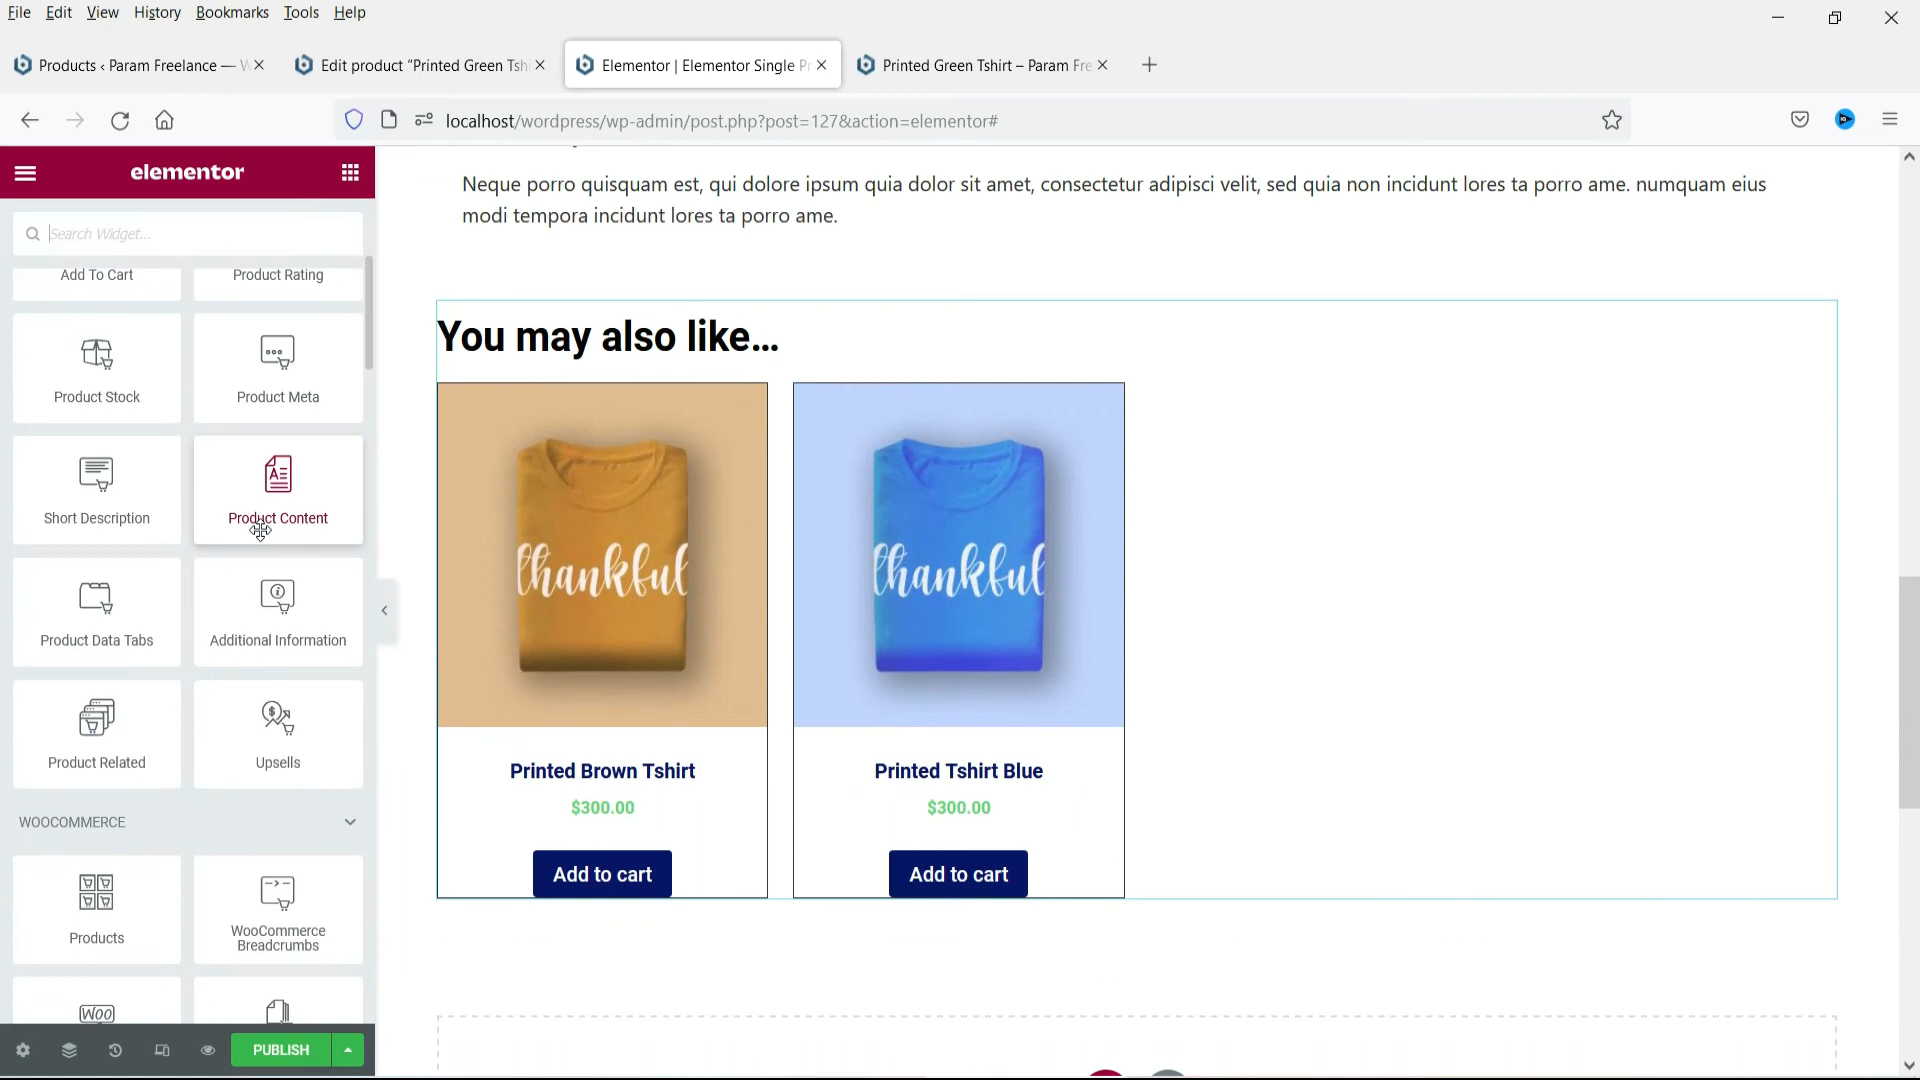 File Edit View History Bookmarks Tools Help
Products ‹ Param Freelance — W
Edit product “Printed Green Tshi
Elementor | Elementor Single Pr
Printed Green Tshirt – Param Fre
localhost/wordpress/wp-admin/post.php?post=127&action=elementor#
elementor
Search Widget...
Add To Cart
Product Rating
Product Stock
Product Meta
Short Description
Product Content
Product Data Tabs
Additional Information
Product Related
Upsells
WOOCOMMERCE
Products
WooCommerce
Breadcrumbs
Woo
PUBLISH
Neque porro quisquam est, qui dolore ipsum quia dolor sit amet, consectetur adipisci velit, sed quia non incidunt lores ta porro ame. numquam eius
modi tempora incidunt lores ta porro ame.
You may also like…
thankful
thankful
Printed Brown Tshirt
Printed Tshirt Blue
$300.00
$300.00
Add to cart
Add to cart